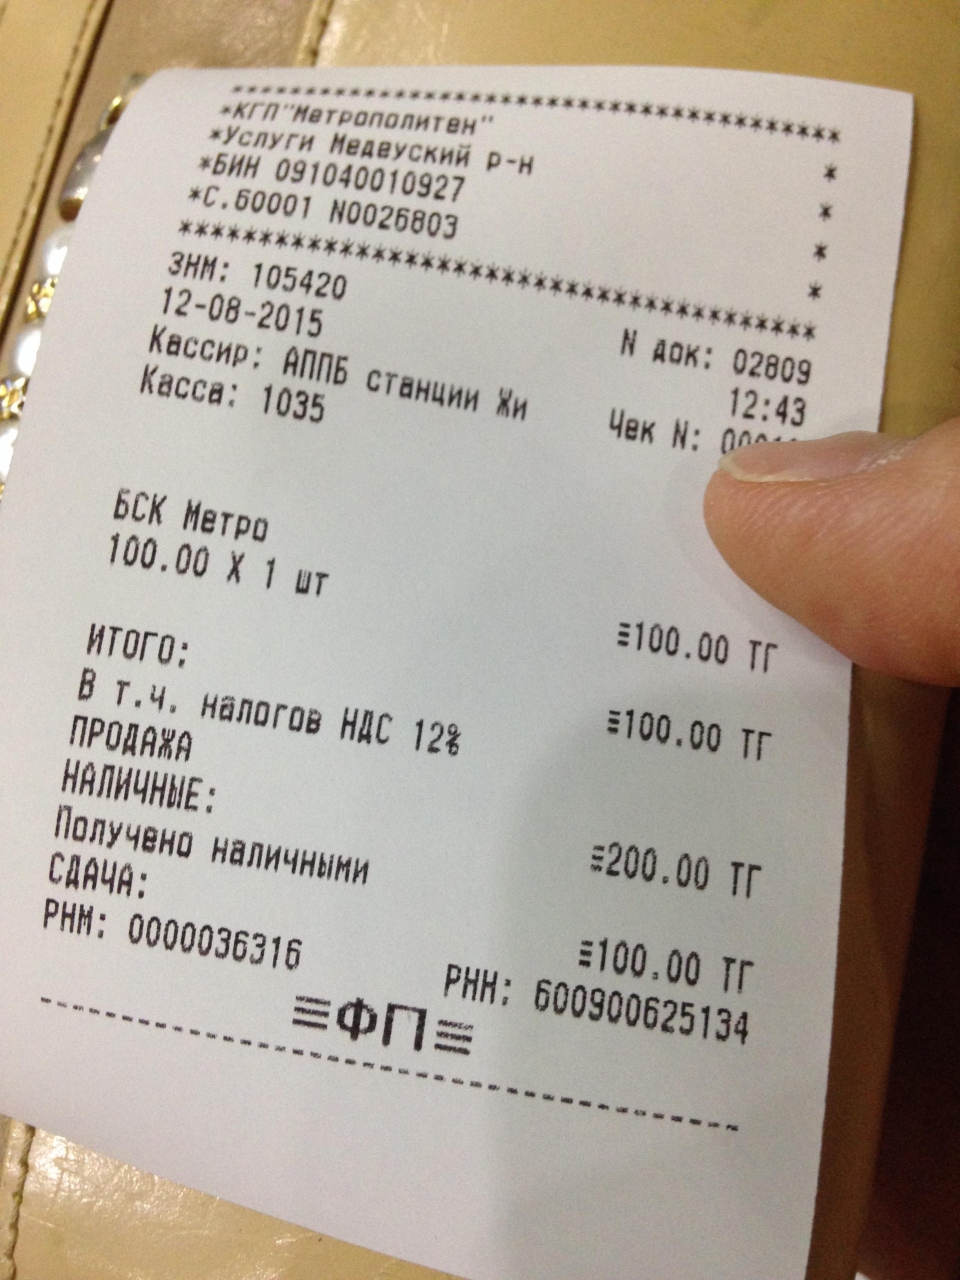 ****************************************
*КГП"Метрополитен" *
*Услуги Медеуский р-н *
*БИН 091040010927 *
*С.60001 N0026803 *
****************************************
ЗНМ: 105420 N док: 02809
12-08-2015 12:43
Кассир: АППБ станции Жи
Касса: 1035 Чек N:
БСК Метро
100.00 X 1 шт
≡100.00 ТГ
ИТОГО: ≡100.00 ТГ
В т.ч. налогов НДС 12%
ПРОДАЖА
НАЛИЧНЫЕ: ≡200.00 ТГ
Получено наличными
СДАЧА: ≡100.00 ТГ
РНМ: 0000036316 РНН: 600900625134
≡ФП≡